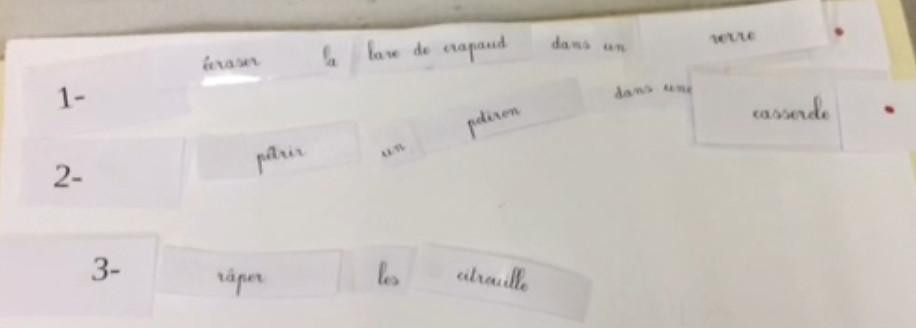 1- écraser la bave de crapaud dans un verre .
2- pétrir un potiron dans une casserole .
3- râper les citrouille